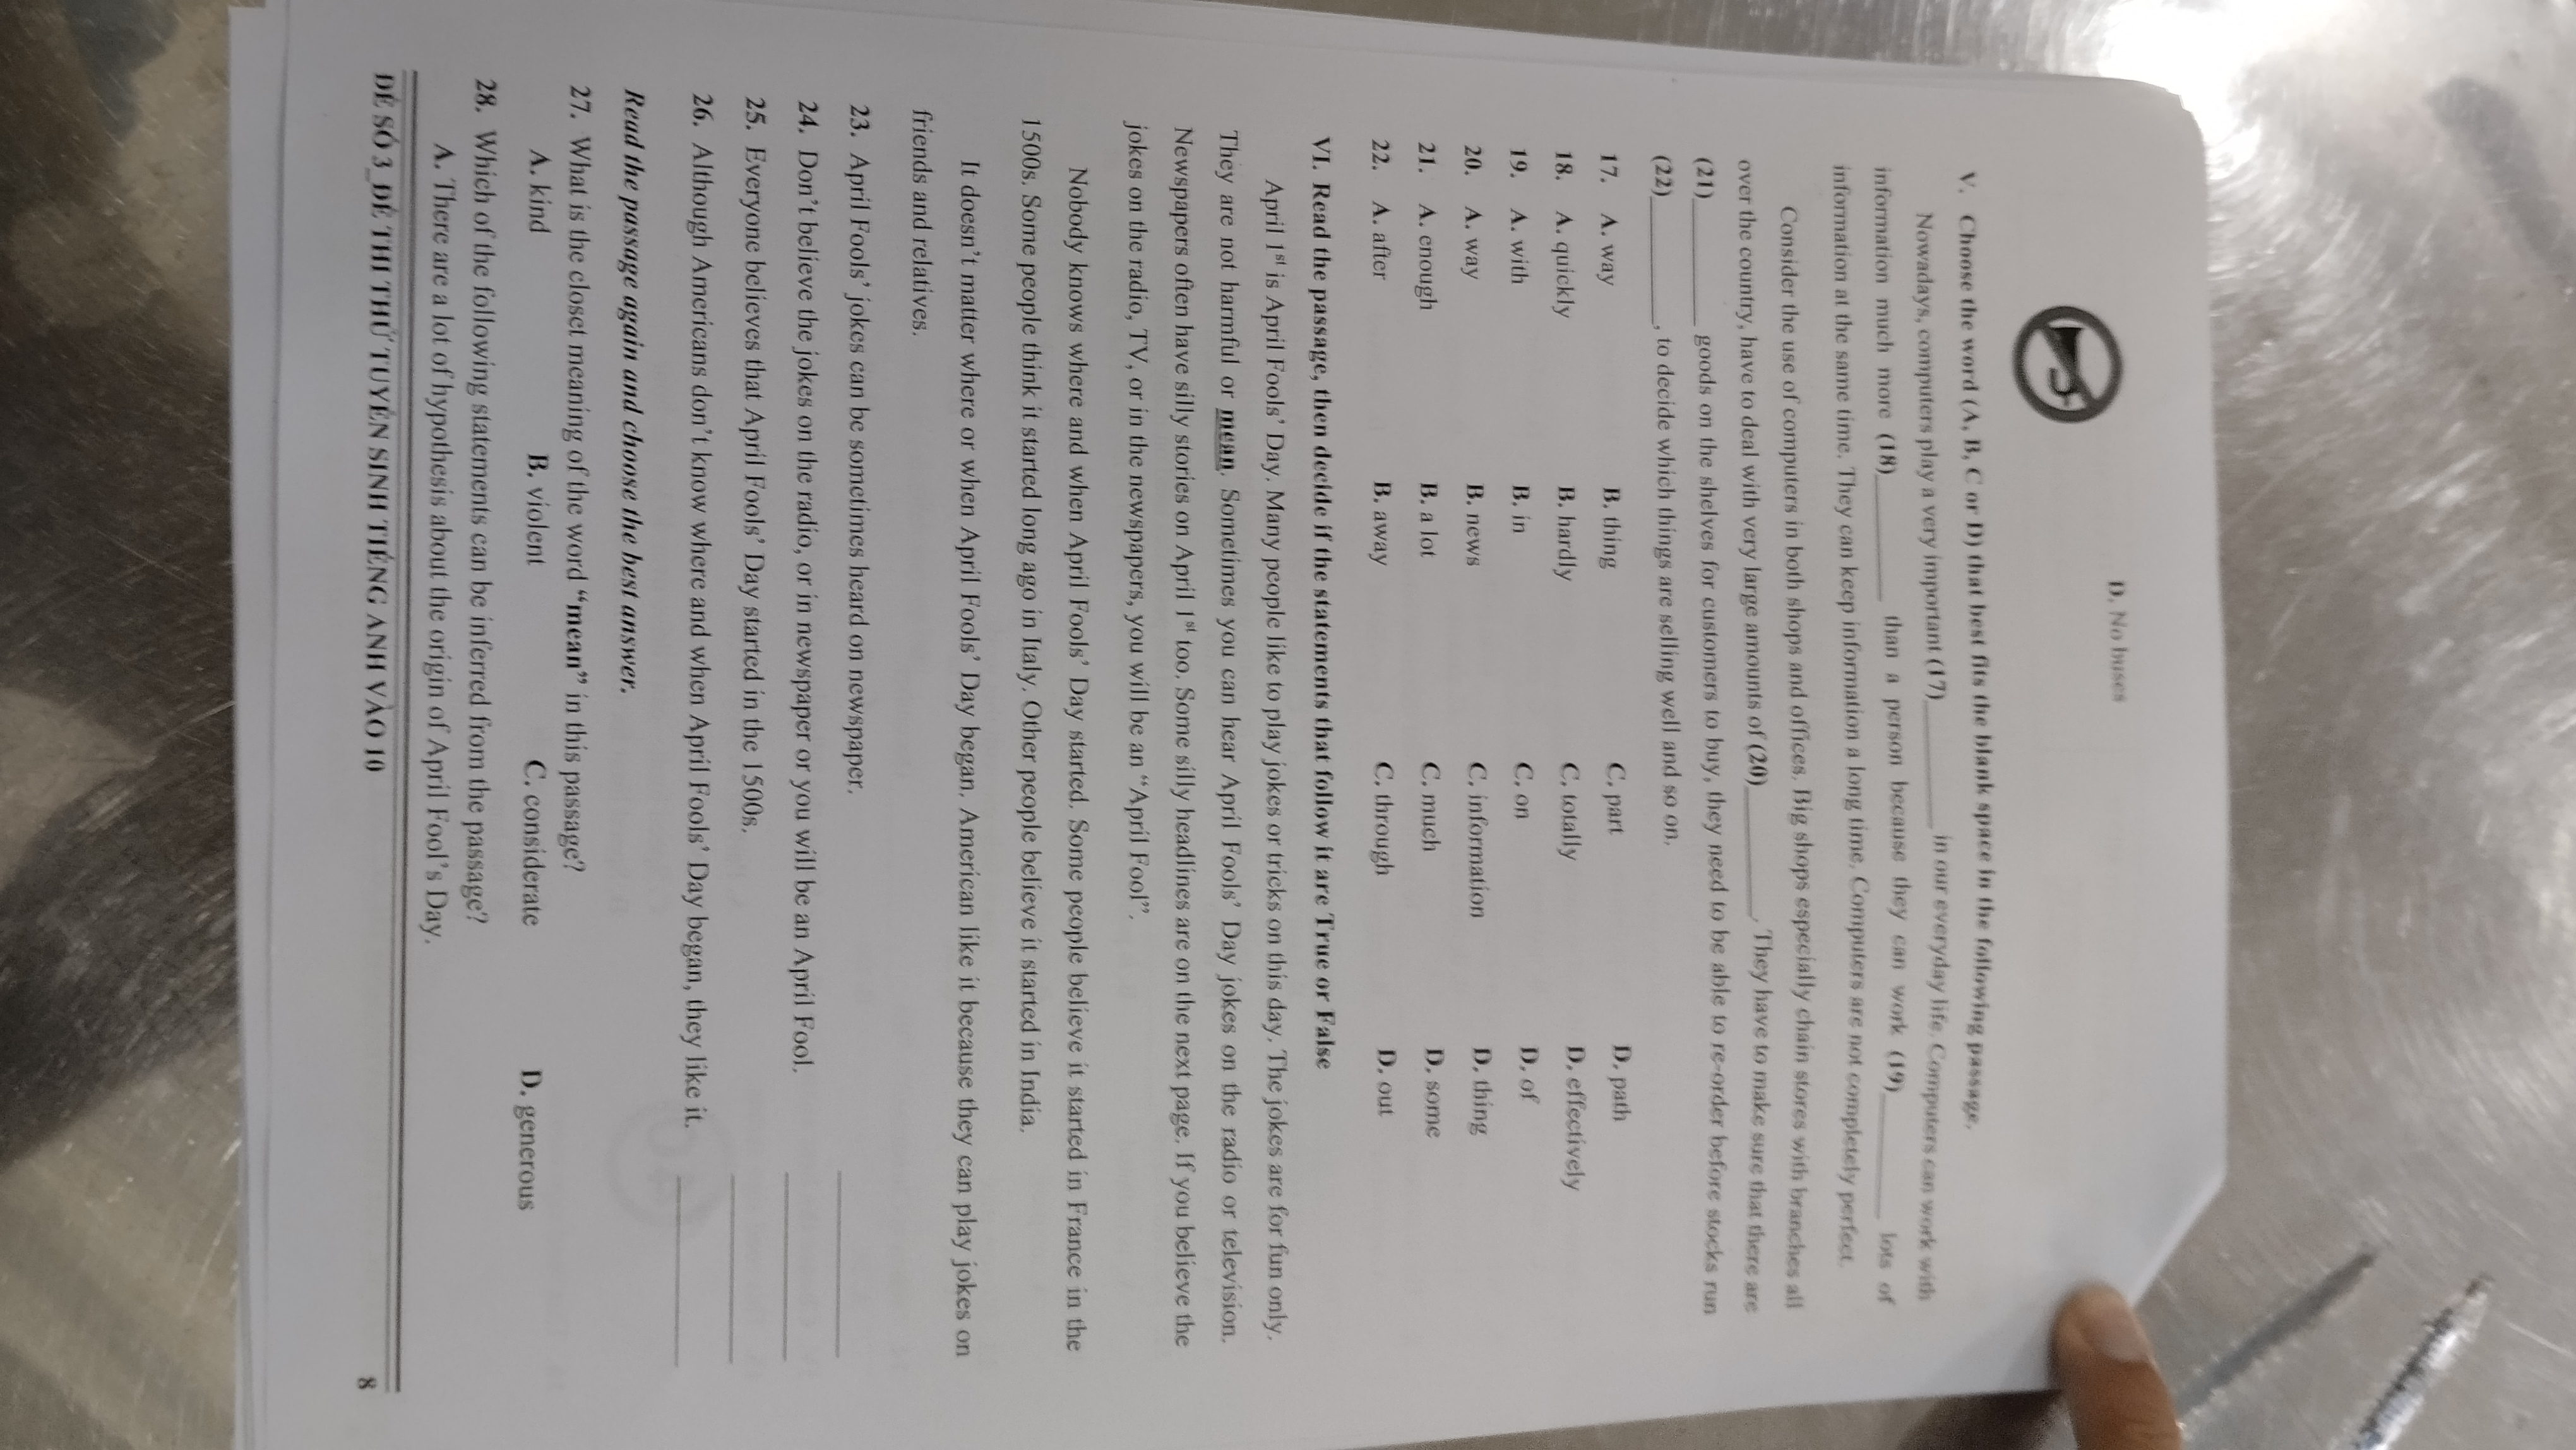 D. No buses
V. Choose the word (A, B, C or D) that best fits the blank space in the following passage.
Nowadays, computers play a very important (17)________ in our everyday life. Computers can work with
information much more (18)________ than a person because they can work (19)________ lots of
information at the same time. They can keep information a long time. Computers are not completely perfect.
Consider the use of computers in both shops and offices. Big shops especially chain stores with branches all
over the country, have to deal with very large amounts of (20)________. They have to make sure that there are
(21)________ goods on the shelves for customers to buy, they need to be able to re-order before stocks run
(22)________, to decide which things are selling well and so on.
17. A. way B. thing C. part D. path
18. A. quickly B. hardly C. totally D. effectively
19. A. with B. in C. on D. of
20. A. way B. news C. information D. thing
21. A. enough B. a lot C. much D. some
22. A. after B. away C. through D. out
VI. Read the passage, then decide if the statements that follow it are True or False
April 1st is April Fools' Day. Many people like to play jokes or tricks on this day. The jokes are for fun only.
They are not harmful or mean. Sometimes you can hear April Fools' Day jokes on the radio or television.
Newspapers often have silly stories on April 1st too. Some silly headlines are on the next page. If you believe the
jokes on the radio, TV, or in the newspapers, you will be an "April Fool".
Nobody knows where and when April Fools' Day started. Some people believe it started in France in the
1500s. Some people think it started long ago in Italy. Other people believe it started in India.
It doesn't matter where or when April Fools' Day began. American like it because they can play jokes on
friends and relatives.
23. April Fools' jokes can be sometimes heard on newspaper. ________
24. Don't believe the jokes on the radio, or in newspaper or you will be an April Fool. ________
25. Everyone believes that April Fools' Day started in the 1500s. ________
26. Although Americans don't know where and when April Fools' Day began, they like it. ________
Read the passage again and choose the best answer.
27. What is the closet meaning of the word "mean" in this passage?
A. kind B. violent C. considerate D. generous
28. Which of the following statements can be inferred from the passage?
A. There are a lot of hypothesis about the origin of April Fool's Day.
ĐỀ SỐ 3_ĐỀ THI THỬ TUYỂN SINH TIẾNG ANH VÀO 10 8